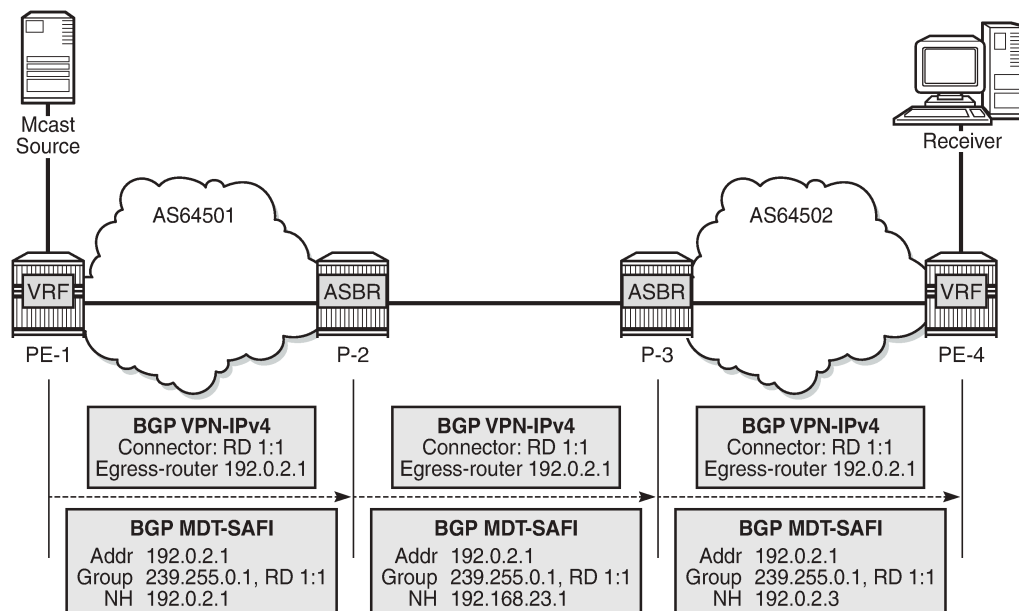 Mcast
Source
Receiver
AS64501
AS64502
VRF
ASBR
ASBR
VRF
PE-1
P-2
P-3
PE-4
BGP VPN-IPv4
Connector: RD 1:1
Egress-router 192.0.2.1
BGP VPN-IPv4
Connector: RD 1:1
Egress-router 192.0.2.1
BGP VPN-IPv4
Connector: RD 1:1
Egress-router 192.0.2.1
BGP MDT-SAFI
Addr 192.0.2.1
Group 239.255.0.1, RD 1:1
NH 192.0.2.1
BGP MDT-SAFI
Addr 192.0.2.1
Group 239.255.0.1, RD 1:1
NH 192.168.23.1
BGP MDT-SAFI
Addr 192.0.2.1
Group 239.255.0.1, RD 1:1
NH 192.0.2.3